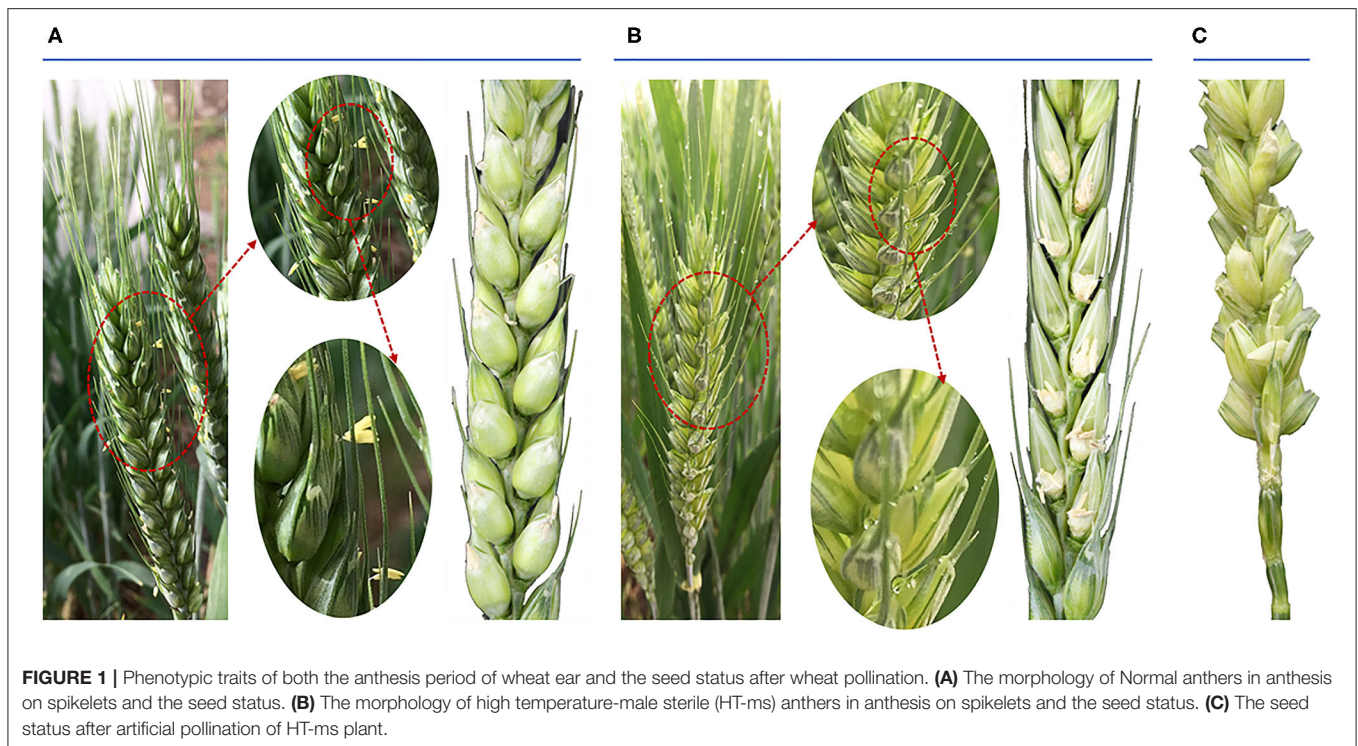 A
B
C
FIGURE 1 | Phenotypic traits of both the anthesis period of wheat ear and the seed status after wheat pollination. (A) The morphology of Normal anthers in anthesis
on spikelets and the seed status. (B) The morphology of high temperature-male sterile (HT-ms) anthers in anthesis on spikelets and the seed status. (C) The seed
status after artificial pollination of HT-ms plant.